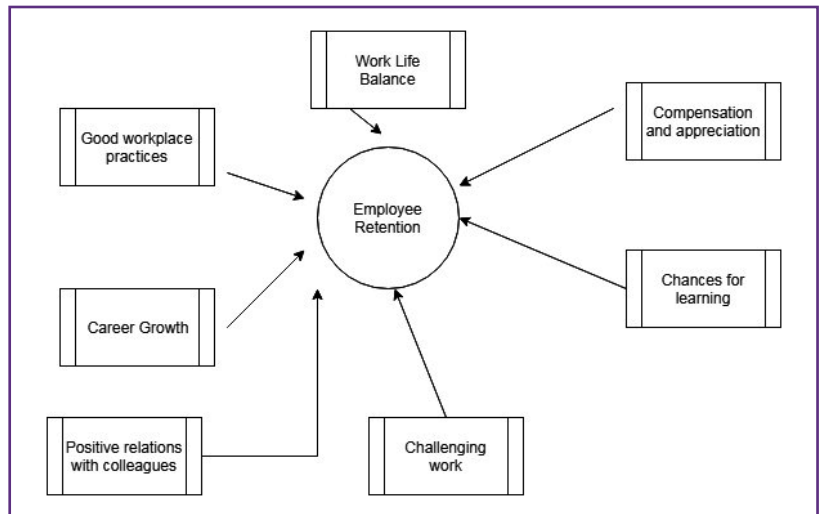 Work Life
Balance
Compensation
and appreciation
Good workplace
practices
Employee
Retention
Chances for
learning
Career Growth
Positive relations
with colleagues
Challenging
work